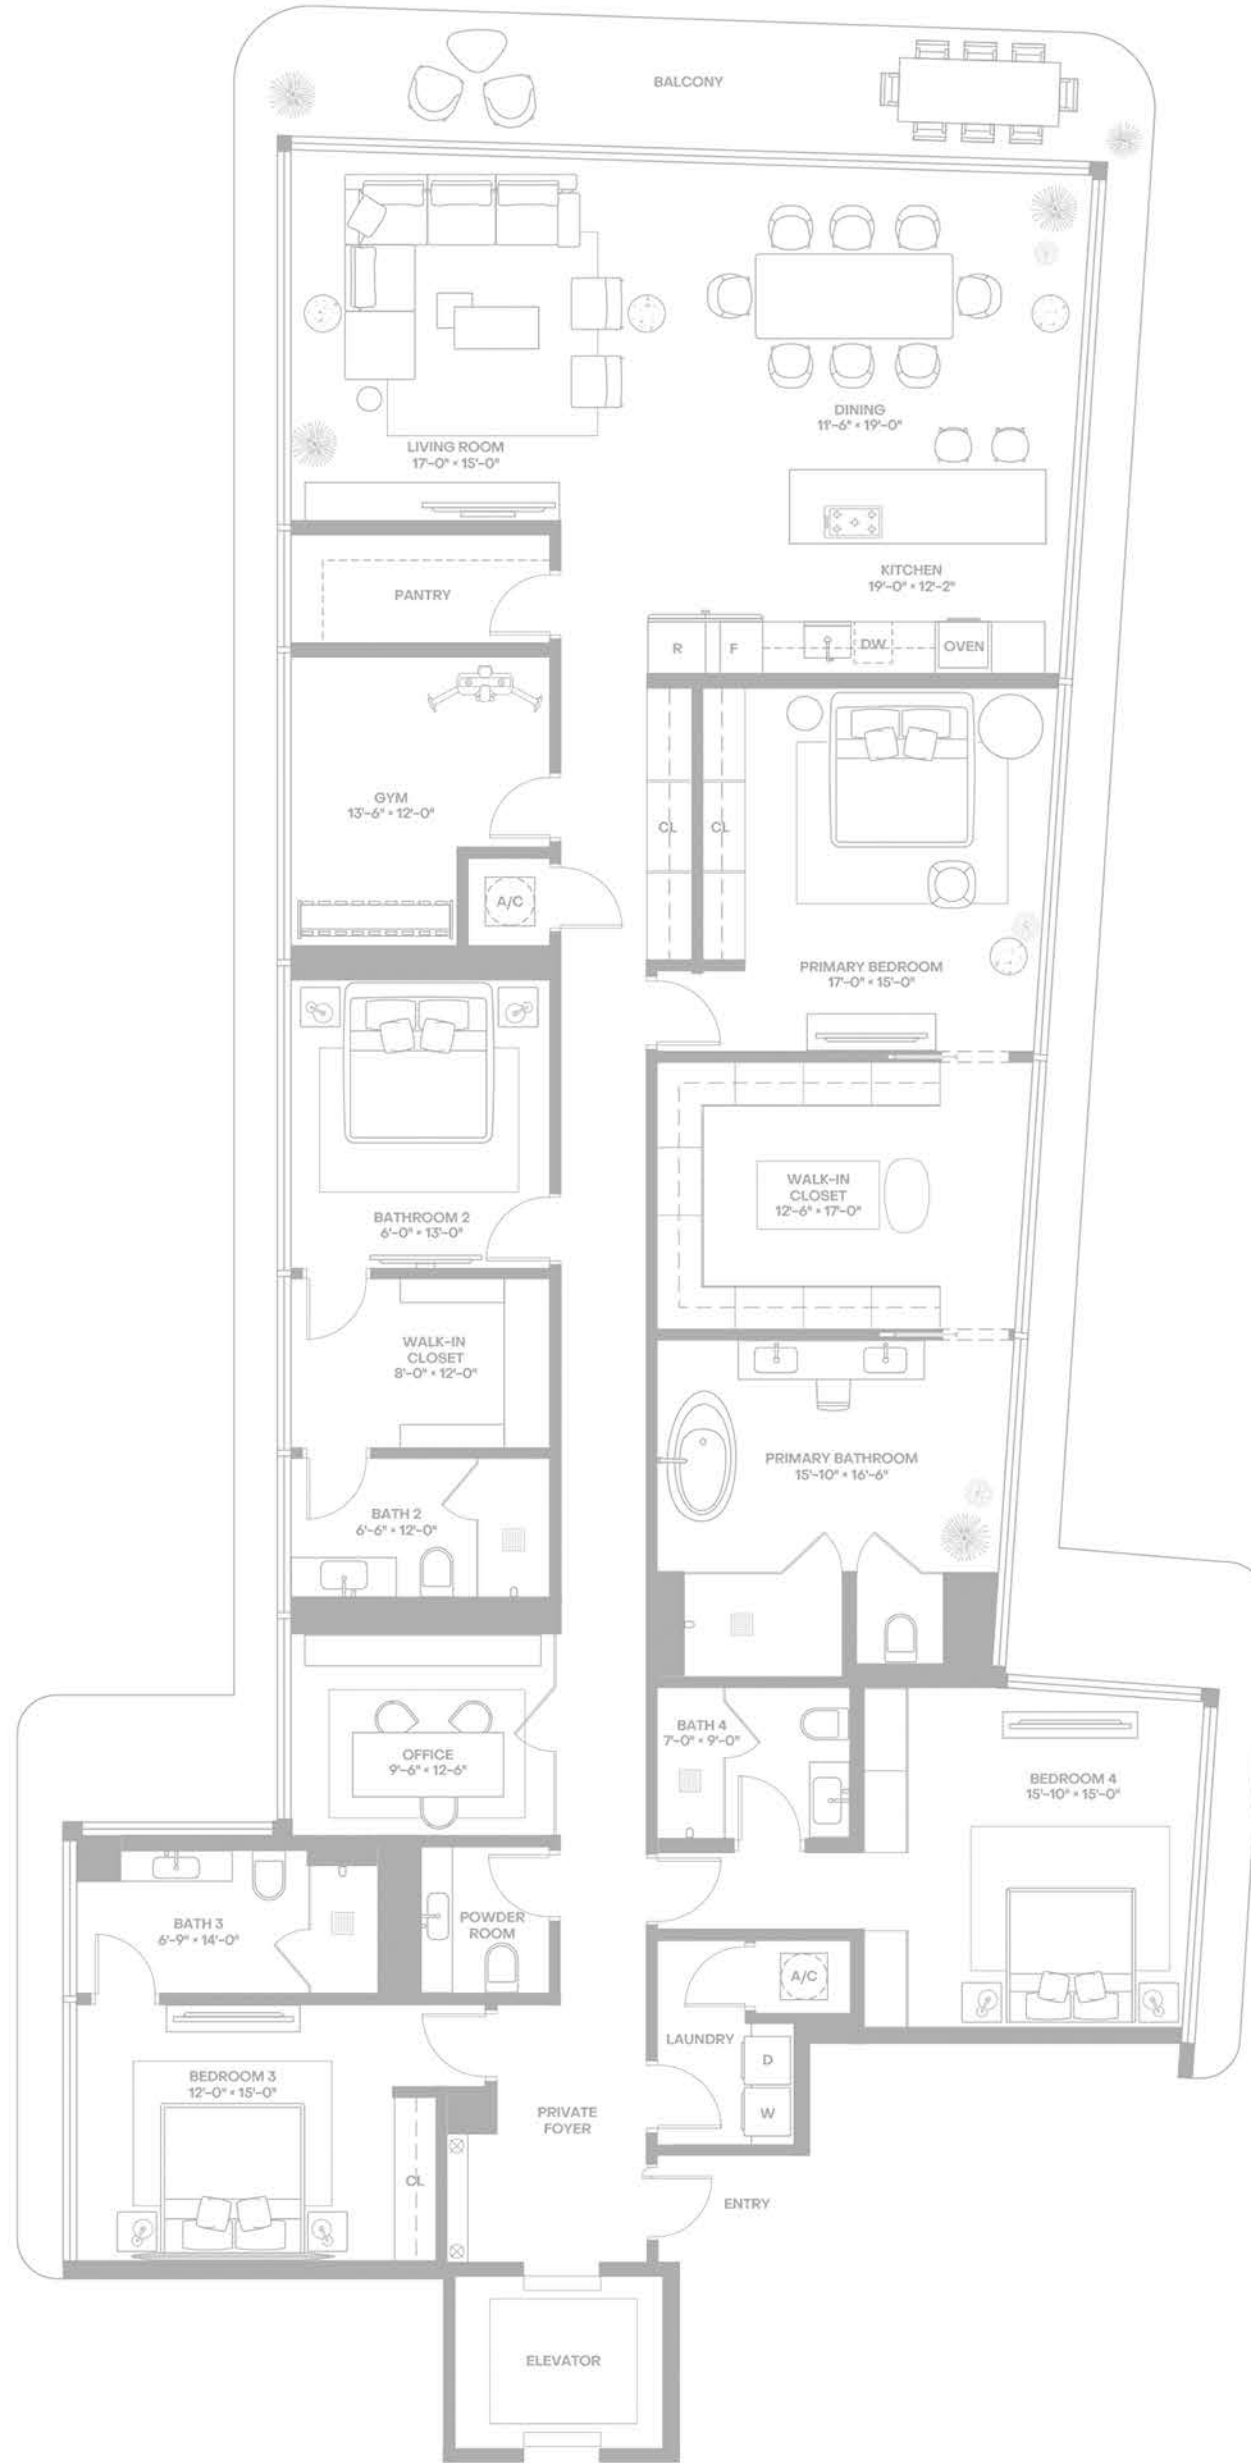 BALCONY
DINING
11'-6" × 19'-0"
LIVING ROOM
17'-0" × 15'-0"
KITCHEN
19'-0" × 12'-2"
PANTRY
R
F
DW
OVEN
GYM
13'-6" × 12'-0"
CL
CL
A/C
PRIMARY BEDROOM
17'-0" × 15'-0"
WALK-IN
CLOSET
12'-6" × 17'-0"
BATHROOM 2
6'-0" × 13'-0"
WALK-IN
CLOSET
8'-0" × 12'-0"
PRIMARY BATHROOM
15'-10" × 16'-6"
BATH 2
6'-6" × 12'-0"
BATH 4
7'-0" × 9'-0"
OFFICE
9'-6" × 12'-6"
BEDROOM 4
15'-10" × 15'-0"
BATH 3
6'-9" × 14'-0"
POWDER
ROOM
A/C
LAUNDRY
D
W
BEDROOM 3
12'-0" × 15'-0"
PRIVATE
FOYER
CL
ENTRY
ELEVATOR